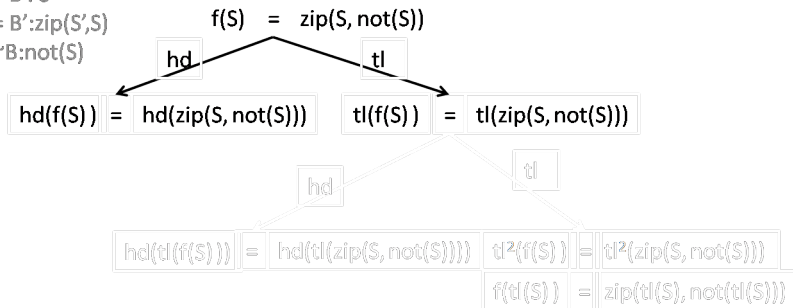 = B':zip(S',S)
~B:not(S)
f(S) = zip(S, not(S))
hd tl
hd(f(S)) = hd(zip(S, not(S))) tl(f(S)) = tl(zip(S, not(S)))
hd tl
hd(tl(f(S))) = hd(tl(zip(S, not(S)))) tl²(f(S)) = tl²(zip(S, not(S)))
f(tl(S)) = zip(tl(S), not(tl(S)))